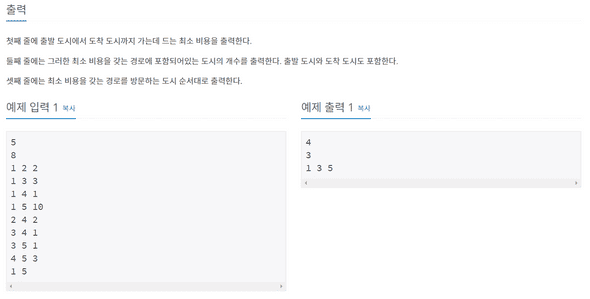 출력
첫째 줄에 출발 도시에서 도착 도시까지 가는데 드는 최소 비용을 출력한다.
둘째 줄에는 그러한 최소 비용을 갖는 경로에 포함되어있는 도시의 개수를 출력한다. 출발 도시와 도착 도시도 포함한다.
셋째 줄에는 최소 비용을 갖는 경로를 방문하는 도시 순서대로 출력한다.
예제 입력 1 복사
5
8
1 2 2
1 3 3
1 4 1
1 5 10
2 4 2
3 4 1
3 5 1
4 5 3
1 5
예제 출력 1 복사
4
3
1 3 5